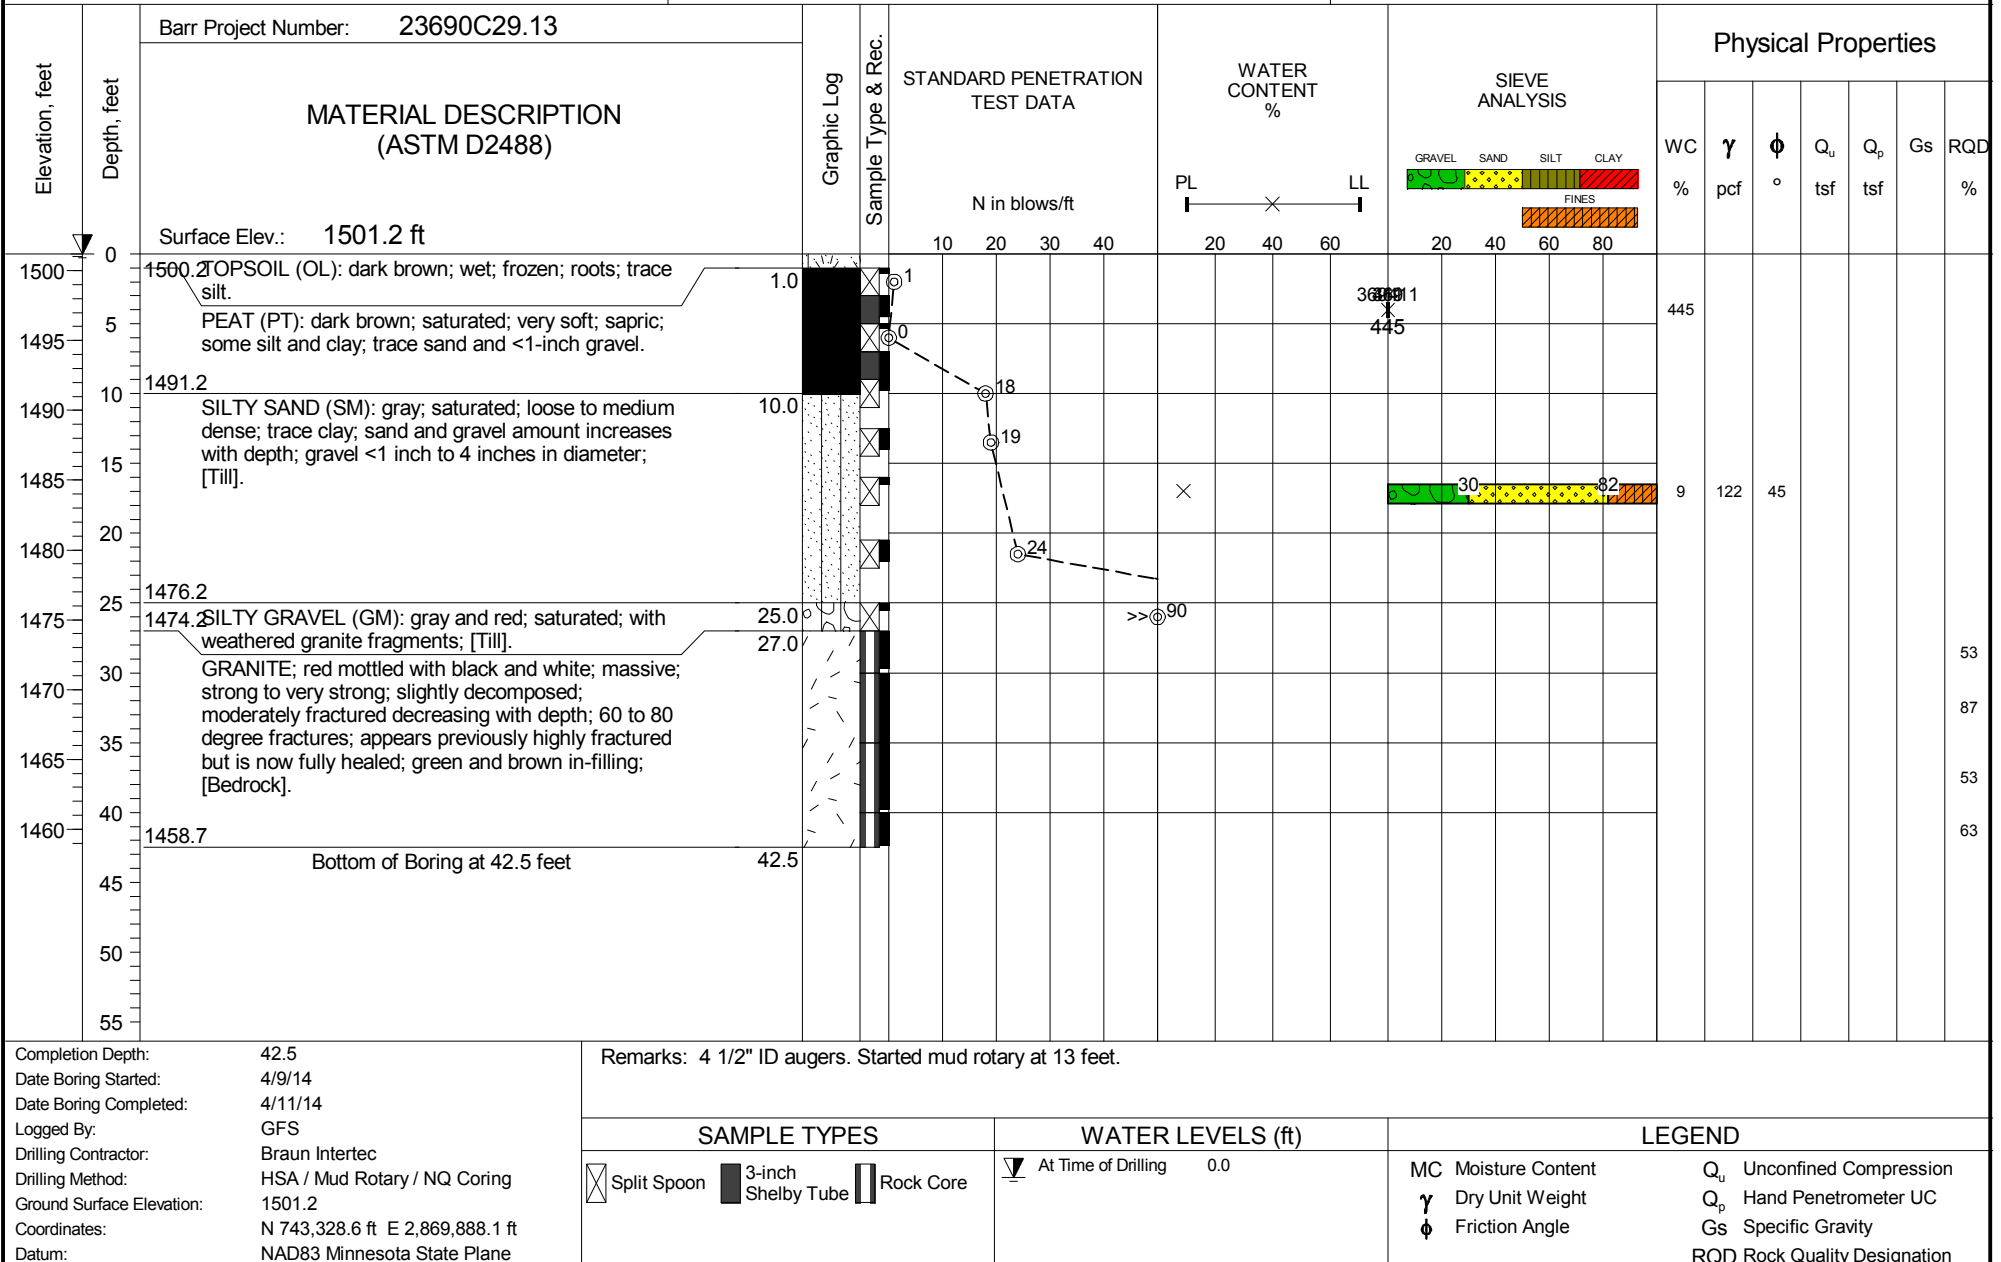 Barr Project Number: 23690C29.13
Elevation, feet
Depth, feet
MATERIAL DESCRIPTION
(ASTM D2488)
Surface Elev.: 1501.2 ft
Graphic Log
Sample Type & Rec.
STANDARD PENETRATION
TEST DATA
N in blows/ft
10 20 30 40
WATER
CONTENT
%
PL LL
20 40 60
SIEVE
ANALYSIS
GRAVEL SAND SILT CLAY
FINES
20 40 60 80
Physical Properties
WC γ ϕ Qu Qp Gs RQD
% pcf ° tsf tsf %
0
1500
1500.2 TOPSOIL (OL): dark brown; wet; frozen; roots; trace
silt.
1.0
1
PEAT (PT): dark brown; saturated; very soft; sapric;
some silt and clay; trace sand and <1-inch gravel.
445
445
5
1495
0
1491.2
10
18
1490
10.0
SILTY SAND (SM): gray; saturated; loose to medium
dense; trace clay; sand and gravel amount increases
with depth; gravel <1 inch to 4 inches in diameter;
[Till].
19
15
1485
30 82
9 122 45
20
1480
24
1476.2
25
1475
1474.2 SILTY GRAVEL (GM): gray and red; saturated; with
weathered granite fragments; [Till].
25.0
27.0
>> 90
GRANITE; red mottled with black and white; massive;
strong to very strong; slightly decomposed;
moderately fractured decreasing with depth; 60 to 80
degree fractures; appears previously highly fractured
but is now fully healed; green and brown in-filling;
[Bedrock].
53
30
1470
87
35
1465
53
40
1460
63
1458.7
Bottom of Boring at 42.5 feet
42.5
45
50
55
Completion Depth: 42.5
Date Boring Started: 4/9/14
Date Boring Completed: 4/11/14
Logged By: GFS
Drilling Contractor: Braun Intertec
Drilling Method: HSA / Mud Rotary / NQ Coring
Ground Surface Elevation: 1501.2
Coordinates: N 743,328.6 ft E 2,869,888.1 ft
Datum: NAD83 Minnesota State Plane
Remarks: 4 1/2" ID augers. Started mud rotary at 13 feet.
SAMPLE TYPES
Split Spoon
3-inch
Shelby Tube
Rock Core
WATER LEVELS (ft)
At Time of Drilling 0.0
LEGEND
MC Moisture Content
γ Dry Unit Weight
ϕ Friction Angle
Qu Unconfined Compression
Qp Hand Penetrometer UC
Gs Specific Gravity
RQD Rock Quality Designation